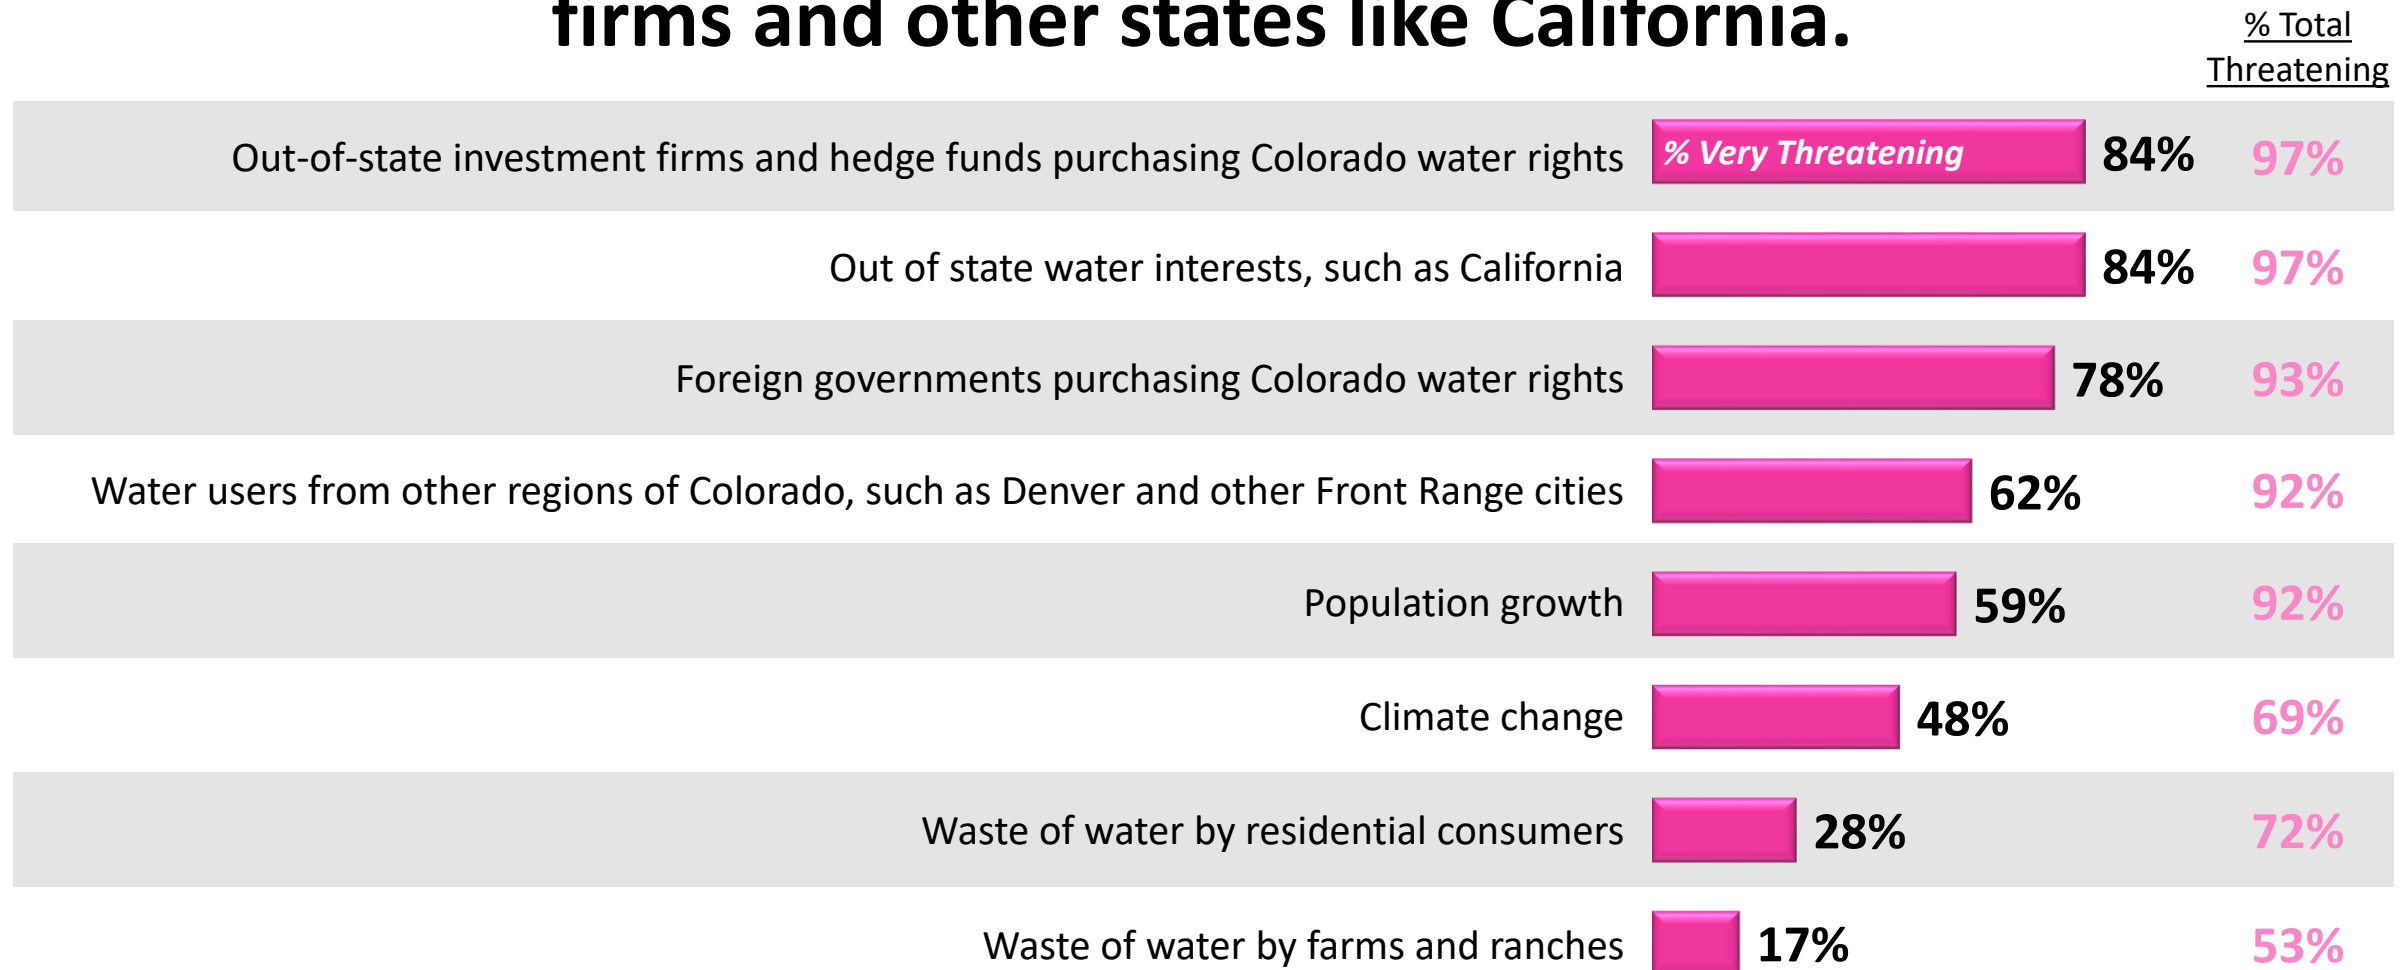 firms and other states like California.
% Total
Threatening
Out-of-state investment firms and hedge funds purchasing Colorado water rights % Very Threatening 84% 97%
Out of state water interests, such as California 84% 97%
Foreign governments purchasing Colorado water rights 78% 93%
Water users from other regions of Colorado, such as Denver and other Front Range cities 62% 92%
Population growth 59% 92%
Climate change 48% 69%
Waste of water by residential consumers 28% 72%
Waste of water by farms and ranches 17% 53%